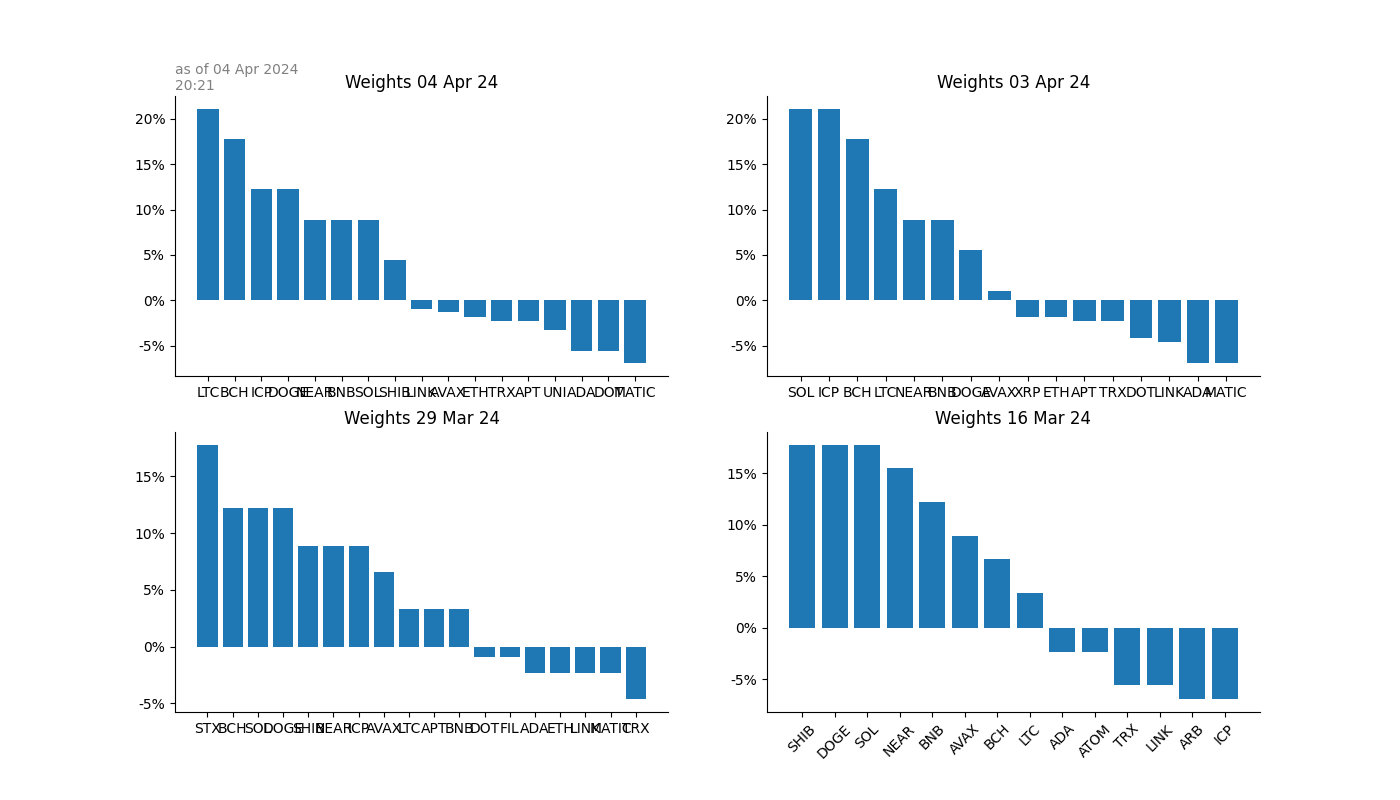 as of 04 Apr 2024
20:21
Weights 04 Apr 24
20%
15%
10%
5%
0%
-5%
LTC BCH ICP DOGE NEAR BNB SOL SHIB LINK AVAX ETH TRX APT UNI ADA DOT MATIC
Weights 03 Apr 24
20%
15%
10%
5%
0%
-5%
SOL ICP BCH LTC NEAR BNB DOGE AVAX XRP ETH APT TRX DOT LINK ADA MATIC
Weights 29 Mar 24
15%
10%
5%
0%
-5%
STX BCH SOL DOGE SHIB NEAR ICP AVAX LTC APT BNB DOT FIL ADA ETH LINK MATIC TRX
Weights 16 Mar 24
15%
10%
5%
0%
-5%
SHIB DOGE SOL NEAR BNB AVAX BCH LTC ADA ATOM TRX LINK ARB ICP